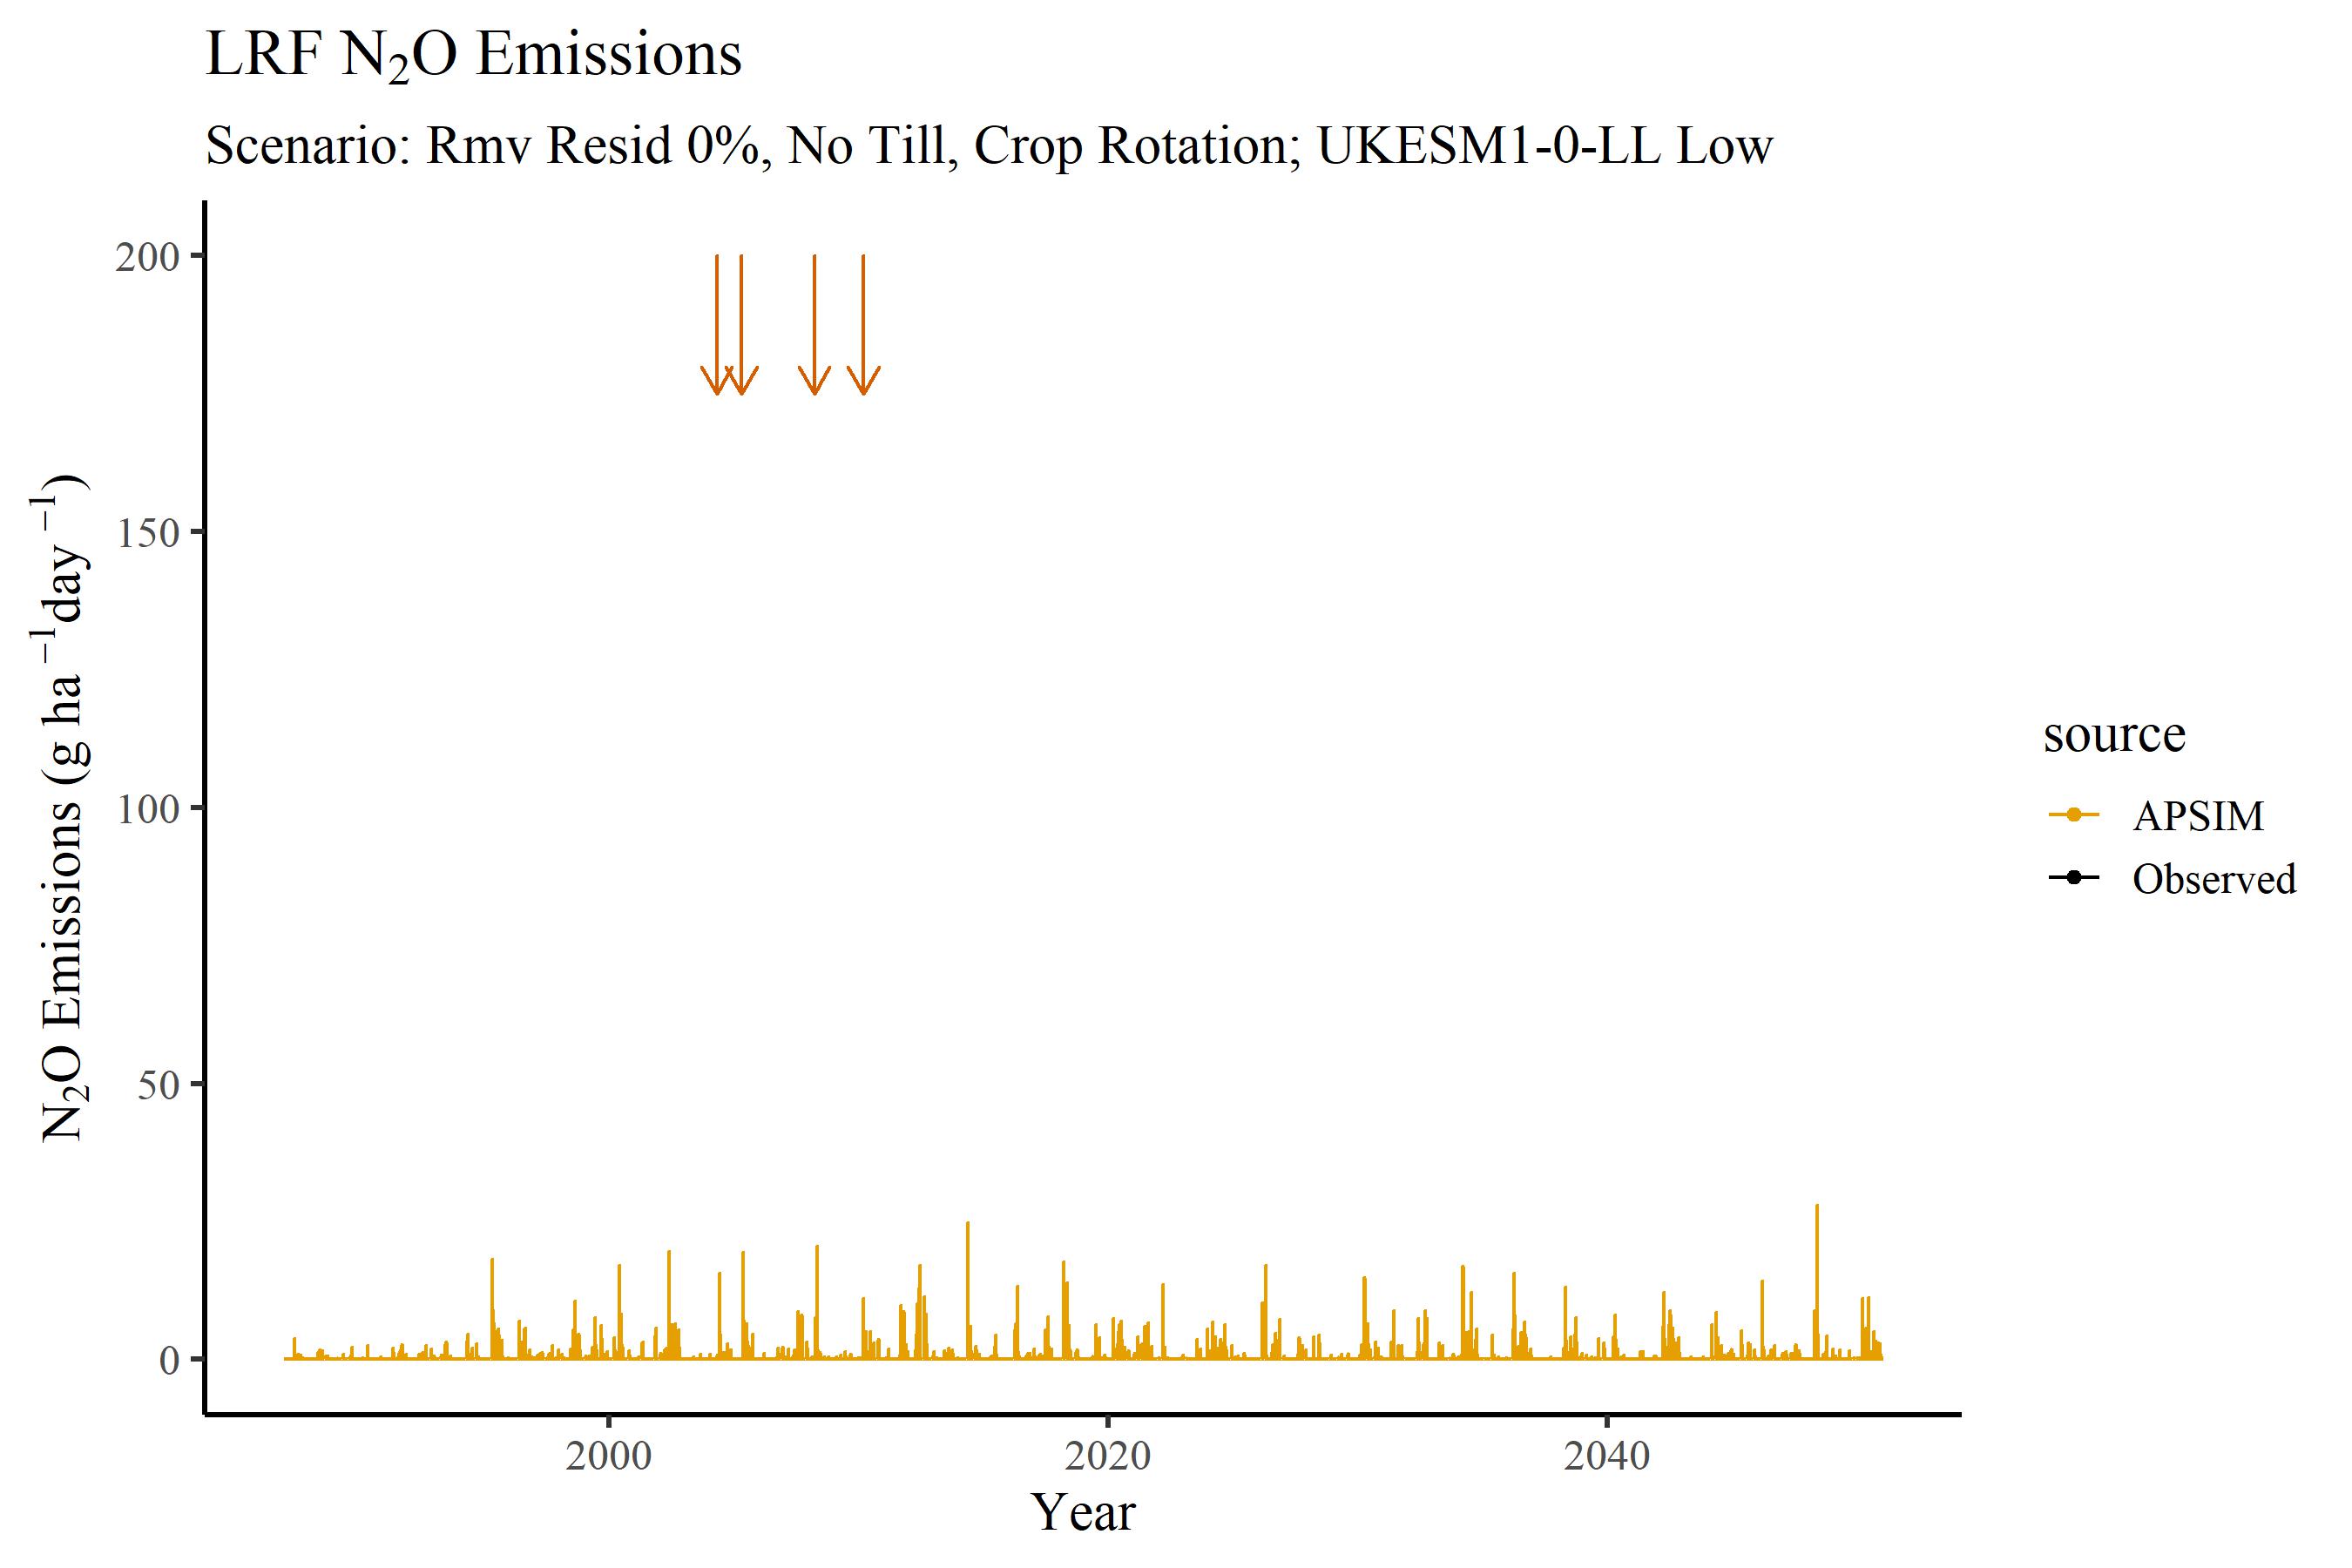 LRF N₂O Emissions
Scenario: Rmv Resid 0%, No Till, Crop Rotation; UKESM1-0-LL Low
N₂O Emissions (g ha ⁻¹day ⁻¹)
200
150
100
50
0
2000 2020 2040
Year
source
APSIM
Observed